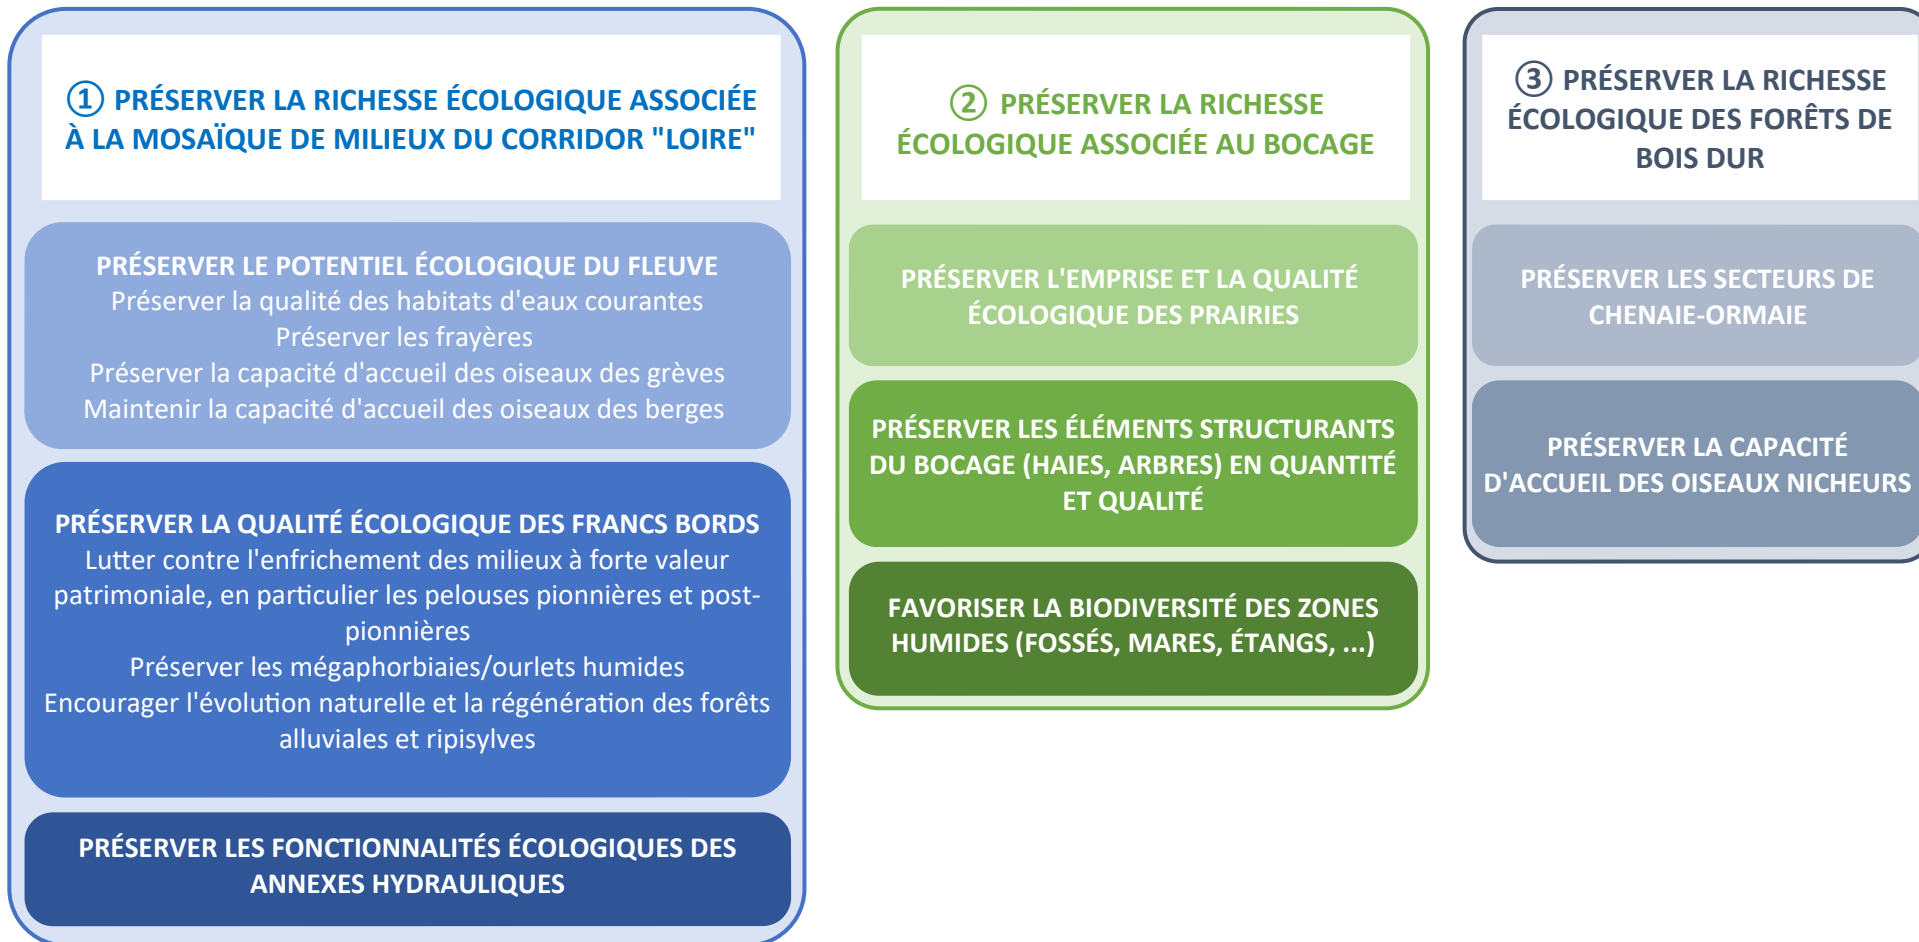 ① PRÉSERVER LA RICHESSE ÉCOLOGIQUE ASSOCIÉE
À LA MOSAÏQUE DE MILIEUX DU CORRIDOR "LOIRE"
PRÉSERVER LE POTENTIEL ÉCOLOGIQUE DU FLEUVE
Préserver la qualité des habitats d'eaux courantes
Préserver les frayères
Préserver la capacité d'accueil des oiseaux des grèves
Maintenir la capacité d'accueil des oiseaux des berges
PRÉSERVER LA QUALITÉ ÉCOLOGIQUE DES FRANCS BORDS
Lutter contre l'enfrichement des milieux à forte valeur
patrimoniale, en particulier les pelouses pionnières et post-
pionnières
Préserver les mégaphorbiaies/ourlets humides
Encourager l'évolution naturelle et la régénération des forêts
alluviales et ripisylves
PRÉSERVER LES FONCTIONNALITÉS ÉCOLOGIQUES DES
ANNEXES HYDRAULIQUES
② PRÉSERVER LA RICHESSE
ÉCOLOGIQUE ASSOCIÉE AU BOCAGE
PRÉSERVER L'EMPRISE ET LA QUALITÉ
ÉCOLOGIQUE DES PRAIRIES
PRÉSERVER LES ÉLÉMENTS STRUCTURANTS
DU BOCAGE (HAIES, ARBRES) EN QUANTITÉ
ET QUALITÉ
FAVORISER LA BIODIVERSITÉ DES ZONES
HUMIDES (FOSSÉS, MARES, ÉTANGS, ...)
③ PRÉSERVER LA RICHESSE
ÉCOLOGIQUE DES FORÊTS DE
BOIS DUR
PRÉSERVER LES SECTEURS DE
CHENAIE-ORMAIE
PRÉSERVER LA CAPACITÉ
D'ACCUEIL DES OISEAUX NICHEURS